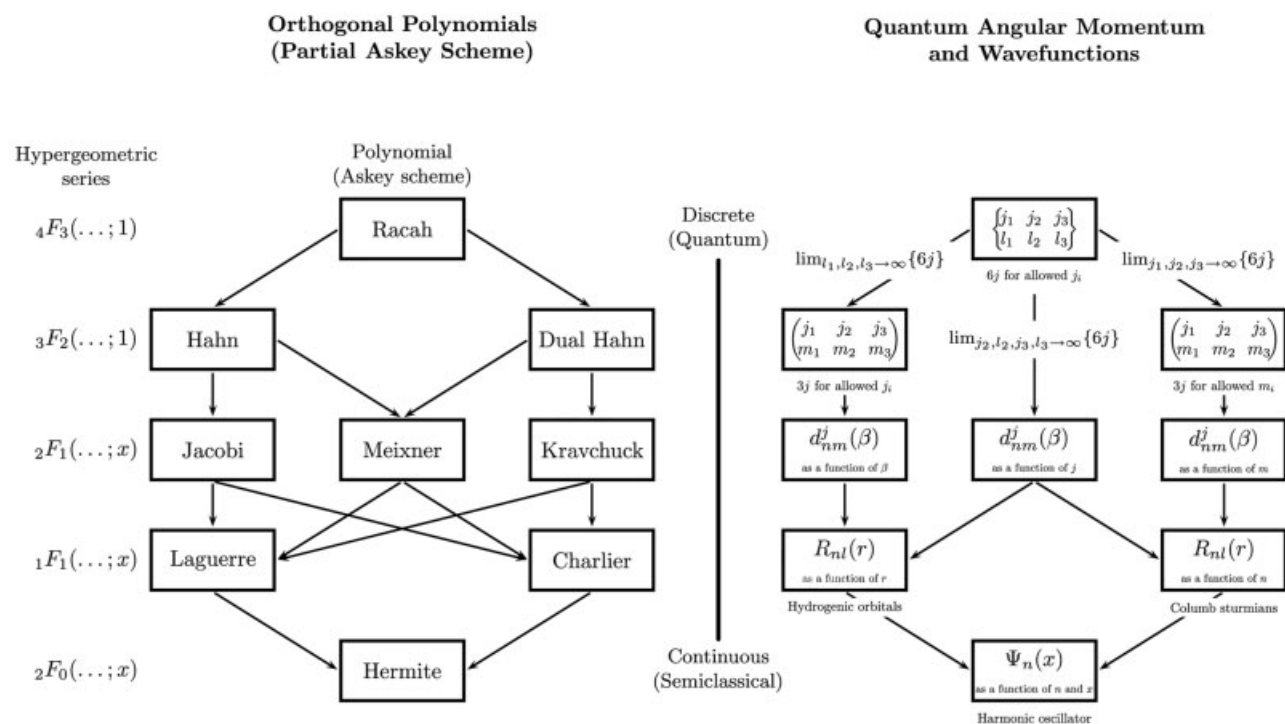 Orthogonal Polynomials
(Partial Askey Scheme)
Quantum Angular Momentum
and Wavefunctions
Hypergeometric
series
Polynomial
(Askey scheme)
₄F₃(…; 1)
Racah
Discrete
(Quantum)
{j₁ j₂ j₃
l₁ l₂ l₃}
6j for allowed jᵢ
lim_{l₁,l₂,l₃→∞}{6j}
lim_{j₁,j₂,j₃→∞}{6j}
₃F₂(…; 1)
Hahn
Dual Hahn
(j₁ j₂ j₃
m₁ m₂ m₃)
3j for allowed jᵢ
lim_{j₂,l₂,j₃,l₃→∞}{6j}
(j₁ j₂ j₃
m₁ m₂ m₃)
3j for allowed mᵢ
₂F₁(…; x)
Jacobi
Meixner
Kravchuck
d^j_{nm}(β)
as a function of β
d^j_{nm}(β)
as a function of j
d^j_{nm}(β)
as a function of m
₁F₁(…; x)
Laguerre
Charlier
R_{nl}(r)
as a function of r
Hydrogenic orbitals
R_{nl}(r)
as a function of n
Columb sturmians
₂F₀(…; x)
Hermite
Continuous
(Semiclassical)
Ψₙ(x)
as a function of n and x
Harmonic oscillator